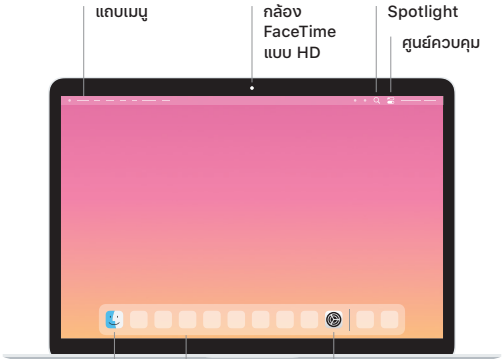 แถบเมนู
กล้อง
FaceTime
แบบ HD
Spotlight
ศูนย์ควบคุม